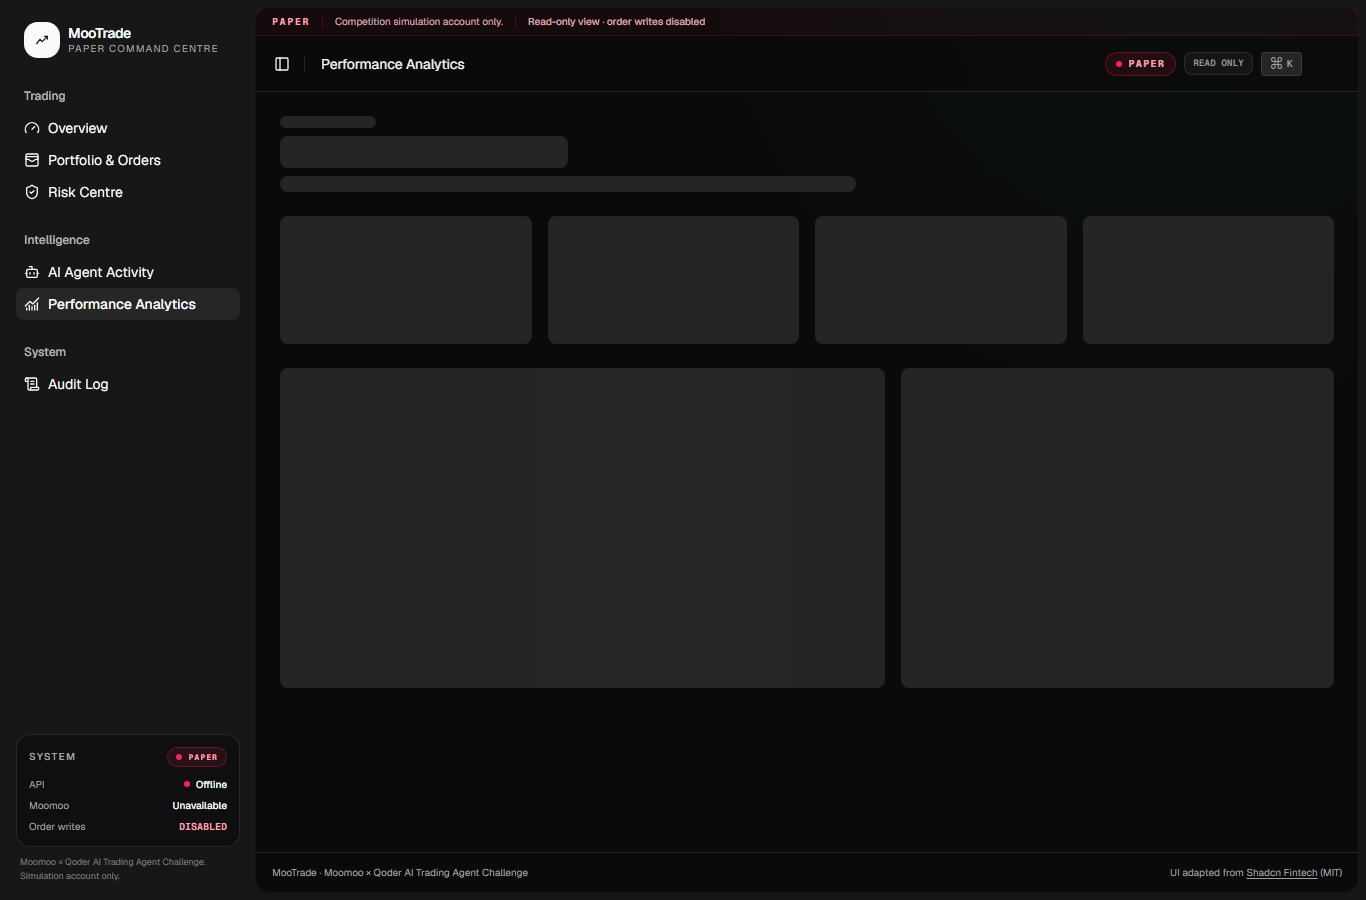 MooTrade
PAPER COMMAND CENTRE
Trading
Overview
Portfolio & Orders
Risk Centre
Intelligence
AI Agent Activity
Performance Analytics
System
Audit Log
SYSTEM
PAPER
API
Offline
Moomoo
Unavailable
Order writes
DISABLED
Moomoo × Qoder AI Trading Agent Challenge.
Simulation account only.
PAPER
Competition simulation account only.
Read-only view · order writes disabled
Performance Analytics
PAPER
READ ONLY
⌘ K
MooTrade · Moomoo × Qoder AI Trading Agent Challenge
UI adapted from Shadcn Fintech (MIT)